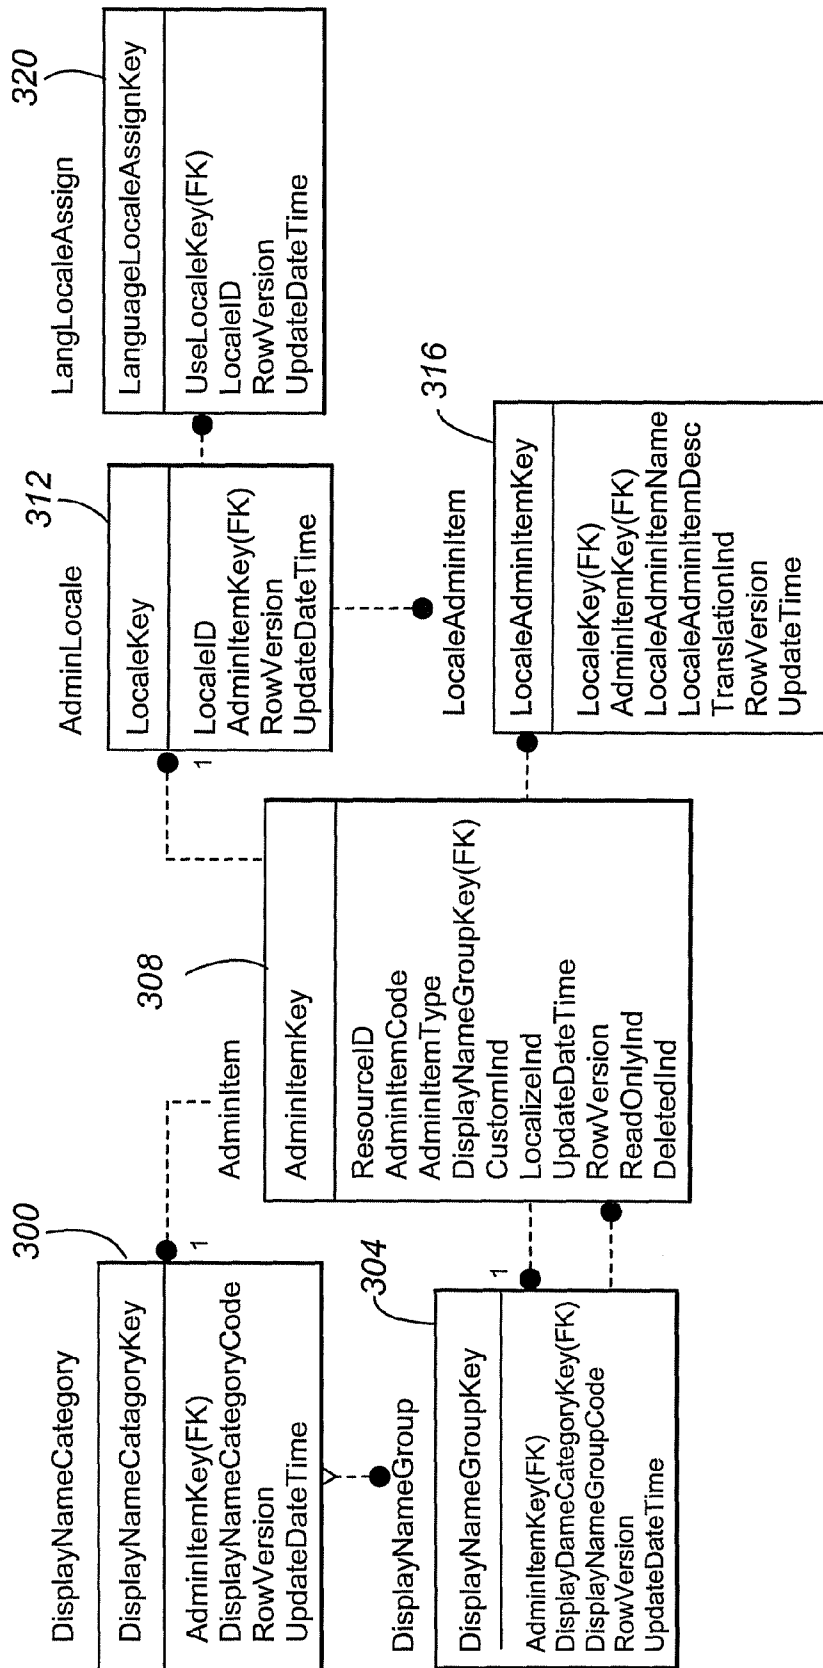 DisplayNameCategory
300
DisplayNameCatagoryKey
AdminItemKey(FK)
DisplayNameCategoryCode
RowVersion
UpdateDateTime
1
DisplayNameGroup
304
DisplayNameGroupKey
AdminItemKey(FK)
DisplayDameCategoryKey(FK)
DisplayNameGroupCode
RowVersion
UpdateDateTime
1
AdminItem
308
AdminItemKey
ResourceID
AdminItemCode
AdminItemType
DisplayNameGroupKey(FK)
CustomInd
LocalizeInd
UpdateDateTime
RowVersion
ReadOnlyInd
DeletedInd
AdminLocale
312
LocaleKey
LocaleID
AdminItemKey(FK)
RowVersion
UpdateDateTime
1
LocaleAdminItem
316
LocaleAdminItemKey
LocaleKey(FK)
AdminItemKey(FK)
LocaleAdminItemName
LocaleAdminItemDesc
TranslationInd
RowVersion
UpdateTime
LangLocaleAssign
320
LanguageLocaleAssignKey
UseLocaleKey(FK)
LocaleID
RowVersion
UpdateDateTime